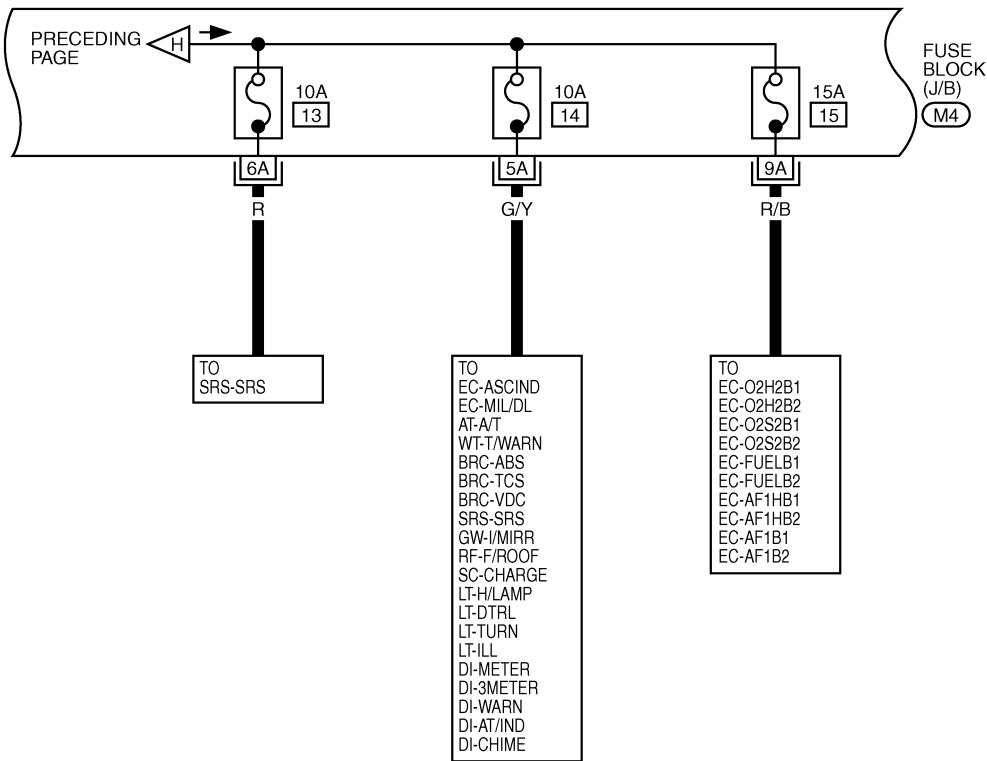 PRECEDING
PAGE
H
FUSE
BLOCK
(J/B)
M4
10A
13
10A
14
15A
15
6A
5A
9A
R
G/Y
R/B
TO
SRS-SRS
TO
EC-ASCIND
EC-MIL/DL
AT-A/T
WT-T/WARN
BRC-ABS
BRC-TCS
BRC-VDC
SRS-SRS
GW-I/MIRR
RF-F/ROOF
SC-CHARGE
LT-H/LAMP
LT-DTRL
LT-TURN
LT-ILL
DI-METER
DI-3METER
DI-WARN
DI-AT/IND
DI-CHIME
TO
EC-O2H2B1
EC-O2H2B2
EC-O2S2B1
EC-O2S2B2
EC-FUELB1
EC-FUELB2
EC-AF1HB1
EC-AF1HB2
EC-AF1B1
EC-AF1B2